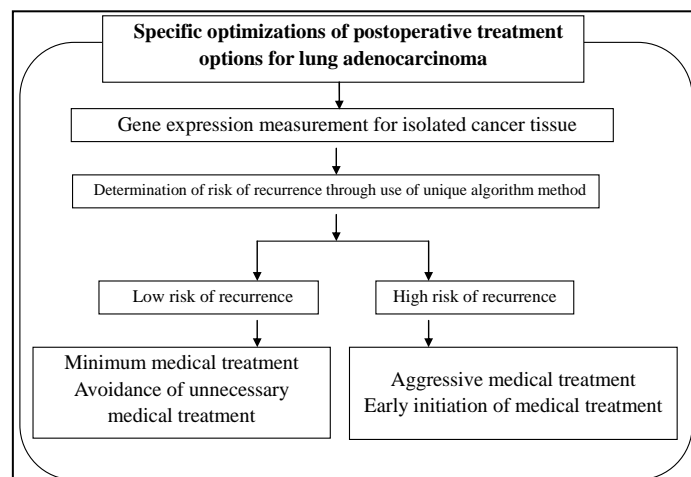 Specific optimizations of postoperative treatment
options for lung adenocarcinoma
Gene expression measurement for isolated cancer tissue
Determination of risk of recurrence through use of unique algorithm method
Low risk of recurrence
High risk of recurrence
Minimum medical treatment
Avoidance of unnecessary
medical treatment
Aggressive medical treatment
Early initiation of medical treatment